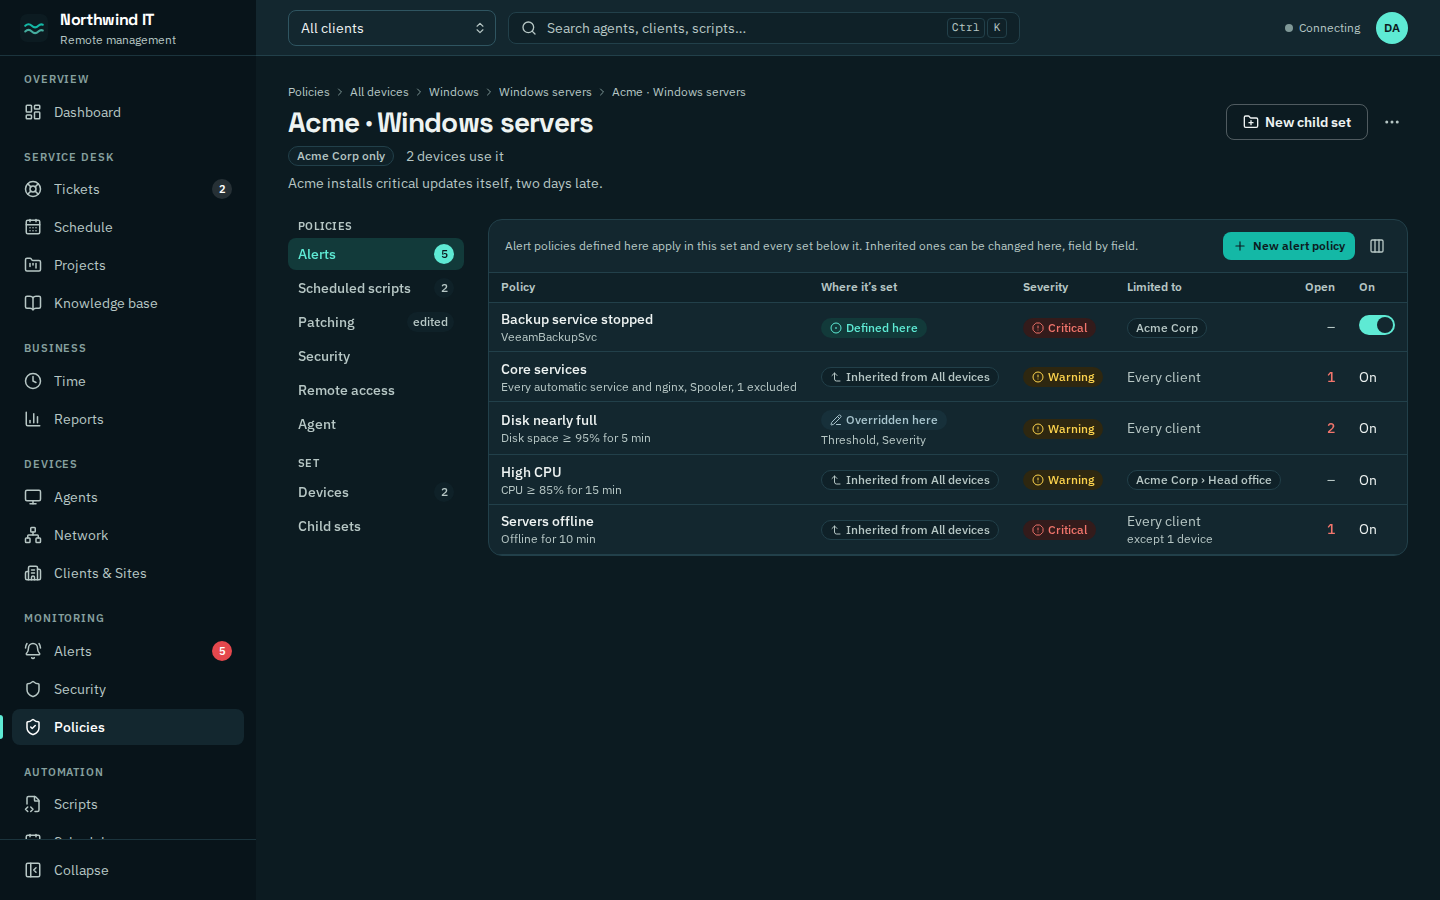 Northwind IT
Remote management
All clients
Search agents, clients, scripts...
Ctrl K
Connecting
DA
OVERVIEW
Dashboard
SERVICE DESK
Tickets 2
Schedule
Projects
Knowledge base
BUSINESS
Time
Reports
DEVICES
Agents
Network
Clients & Sites
MONITORING
Alerts 5
Security
Policies
AUTOMATION
Scripts
Collapse
Policies > All devices > Windows > Windows servers > Acme · Windows servers
Acme · Windows servers
New child set
Acme Corp only 2 devices use it
Acme installs critical updates itself, two days late.
POLICIES
Alerts 5
Scheduled scripts 2
Patching edited
Security
Remote access
Agent
SET
Devices 2
Child sets
Alert policies defined here apply in this set and every set below it. Inherited ones can be changed here, field by field.
New alert policy
Policy Where it's set Severity Limited to Open On
Backup service stopped
VeeamBackupSvc
Defined here Critical Acme Corp –
Core services
Every automatic service and nginx, Spooler, 1 excluded
Inherited from All devices Warning Every client 1 On
Disk nearly full
Disk space ≥ 95% for 5 min
Overridden here
Threshold, Severity
Warning Every client 2 On
High CPU
CPU ≥ 85% for 15 min
Inherited from All devices Warning Acme Corp › Head office – On
Servers offline
Offline for 10 min
Inherited from All devices Critical Every client
except 1 device
1 On